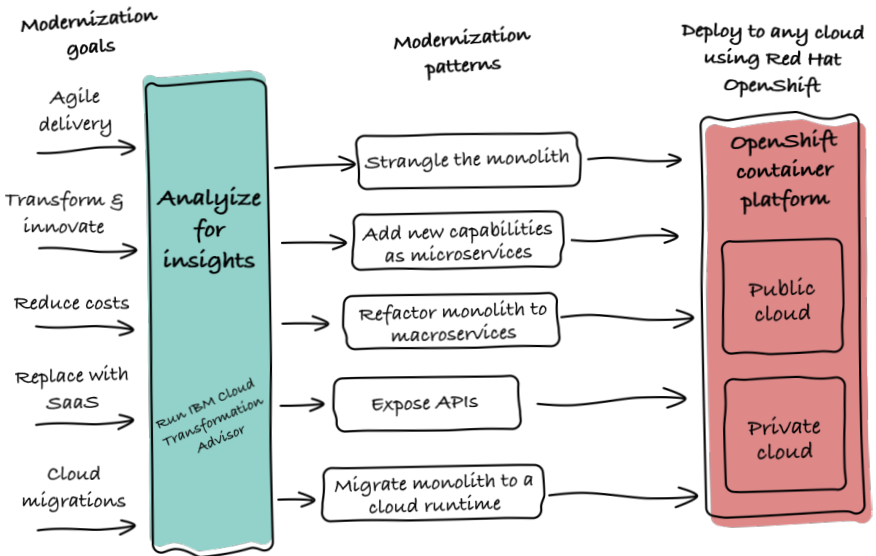 Modernization
goals
Agile
delivery
Transform &
innovate
Reduce costs
Replace with
SaaS
Cloud
migrations
Analyize
for
insights
Run IBM Cloud
Transformation
Advisor
Modernization
patterns
Strangle the monolith
Add new capabilities
as microservices
Refactor monolith to
macroservices
Expose APIs
Migrate monolith to a
cloud runtime
Deploy to any cloud
using Red Hat
OpenShift
OpenShift
container
platform
Public
cloud
Private
cloud